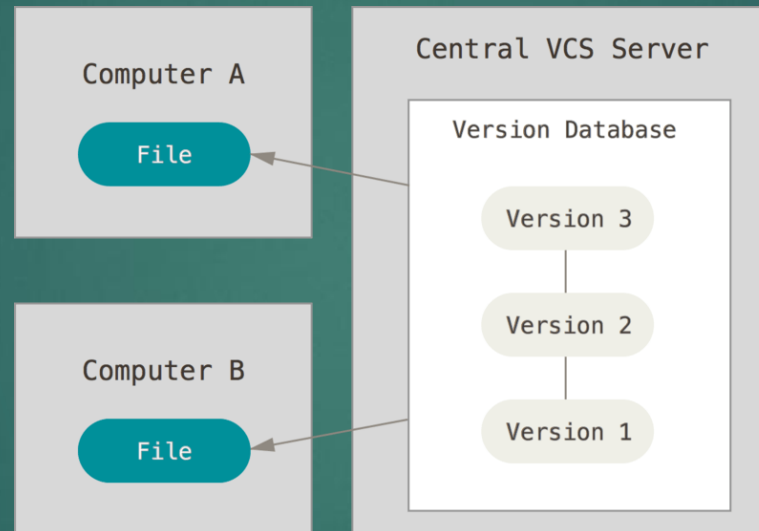 Computer A
File
Central VCS Server
Version Database
Version 3
Version 2
Version 1
Computer B
File